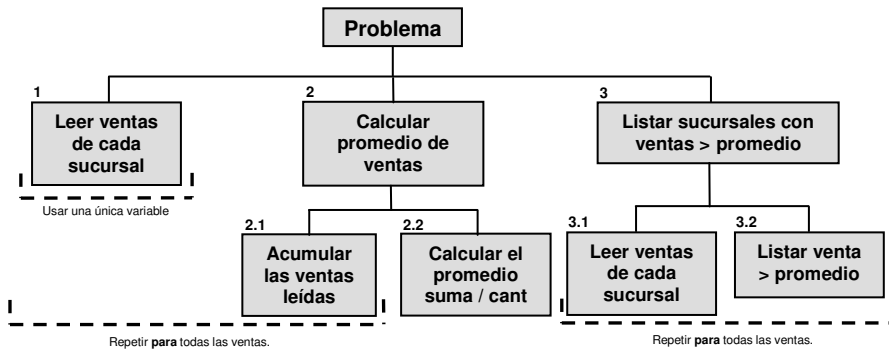 Problema
1
Leer ventas
de cada
sucursal
Usar una única variable
2
Calcular
promedio de
ventas
3
Listar sucursales con
ventas > promedio
2.1
Acumular
las ventas
leídas
2.2
Calcular el
promedio
suma / cant
3.1
Leer ventas
de cada
sucursal
3.2
Listar venta
> promedio
Repetir para todas las ventas.
Repetir para todas las ventas.